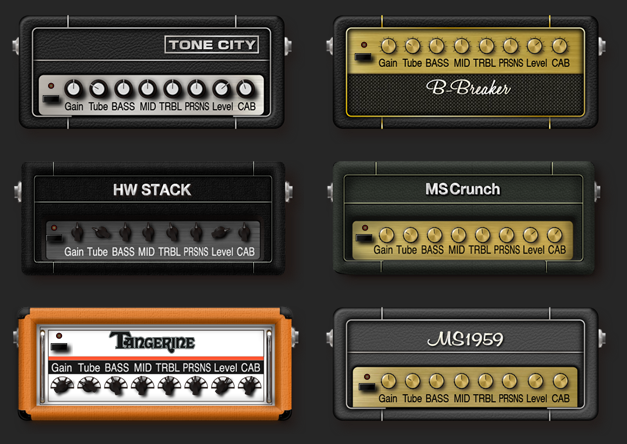 TONE CITY
Gain Tube BASS MID TRBL PRSNS Level CAB
Gain Tube BASS MID TRBL PRSNS Level CAB
B-Breaker
HW STACK
Gain Tube BASS MID TRBL PRSNS Level CAB
MS Crunch
Gain Tube BASS MID TRBL PRSNS Level CAB
TANGERINE
Gain Tube BASS MID TRBL PRSNS Level CAB
MS1959
Gain Tube BASS MID TRBL PRSNS Level CAB